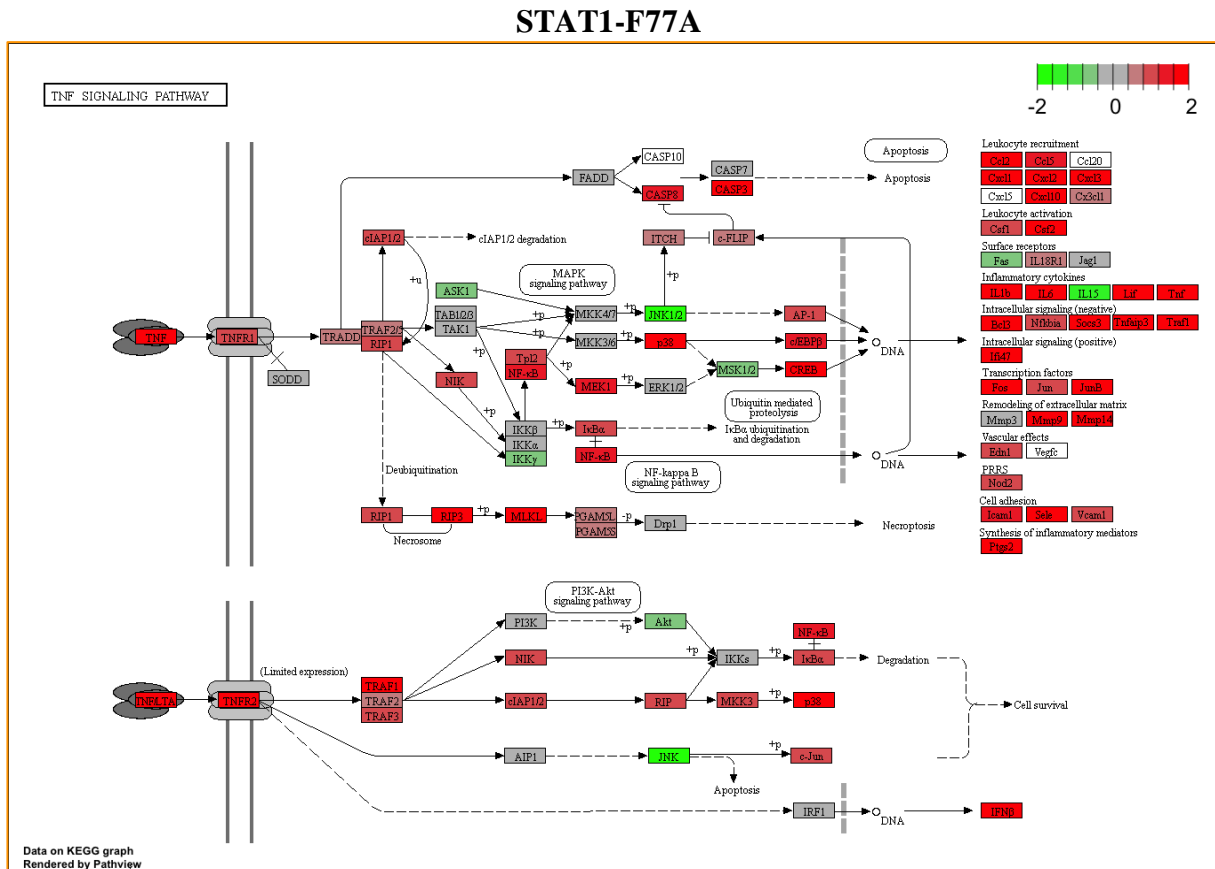 STAT1-F77A
TNF SIGNALING PATHWAY
-2 0 2
CASP10
FADD
CASP7
Apoptosis
CASP8
CASP3
Apoptosis
cIAP1/2
cIAP1/2 degradation
ITCH
c-FLIP
+u
+p
MAPK
signaling pathway
ASK1
TAB1/2/3
TAK1
MKK4/7
+p
JNK1/2
AP-1
TNF
TNFR1
TRADD
TRAF2/5
RIP1
+p
+p
MKK3/6
+p
p38
c/EBPβ
DNA
SODD
NIK
+p
Tpl2
NF-κB
+p
MEK1
+p
ERK1/2
MSK1/2
CREB
+p
IKKβ
IKKα
IKKγ
+p
IκBα
NF-κB
Ubiquitin mediated
proteolysis
IκBα ubiquitination
and degradation
DNA
NF-kappa B
signaling pathway
Deubiquitination
RIP1
RIP3
+p
MLKL
PGAM5L
PGAM5S
-p
Drp1
Necroptosis
Necrosome
Leukocyte recruitment
Ccl2 Ccl5 Ccl20
Cxcl1 Cxcl2 Cxcl3
Cxcl5 Cxcl10 Cx3cl1
Leukocyte activation
Csf1 Csf2
Surface receptors
Fas IL18R1 Jag1
Inflammatory cytokines
IL1b IL6 IL15 Lif Tnf
Intracellular signaling (negative)
Bcl3 Nfkbia Socs3 Tnfaip3 Traf1
Intracellular signaling (positive)
Ifi47
Transcription factors
Fos Jun JunB
Remodeling of extracellular matrix
Mmp3 Mmp9 Mmp14
Vascular effects
Edn1 Vegfc
PRRS
Nod2
Cell adhesion
Icam1 Sele Vcam1
Synthesis of inflammatory mediators
Ptgs2
PI3K-Akt
signaling pathway
PI3K
+p
Akt
NF-κB
(Limited expression)
NIK
+p
IKKs
+p
IκBα
Degradation
TNF/LTA
TNFR2
TRAF1
TRAF2
TRAF3
cIAP1/2
RIP
MKK3
+p
p38
Cell survival
AIP1
JNK
+p
c-Jun
Apoptosis
IRF1
DNA
IFNβ
Data on KEGG graph
Rendered by Pathview